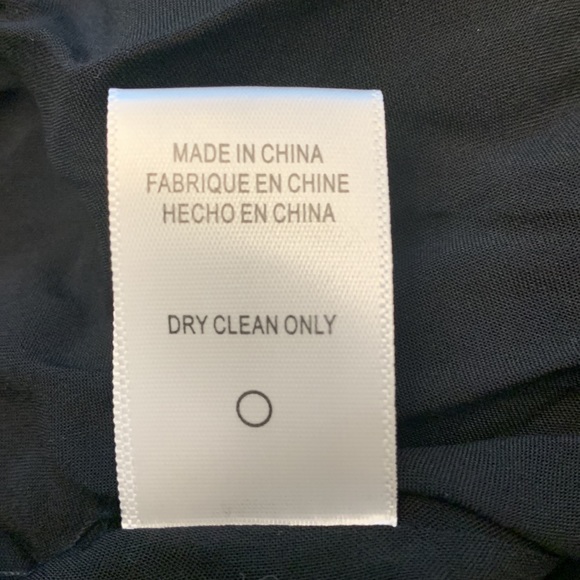 MADE IN CHINA
FABRIQUE EN CHINE
HECHO EN CHINA
DRY CLEAN ONLY